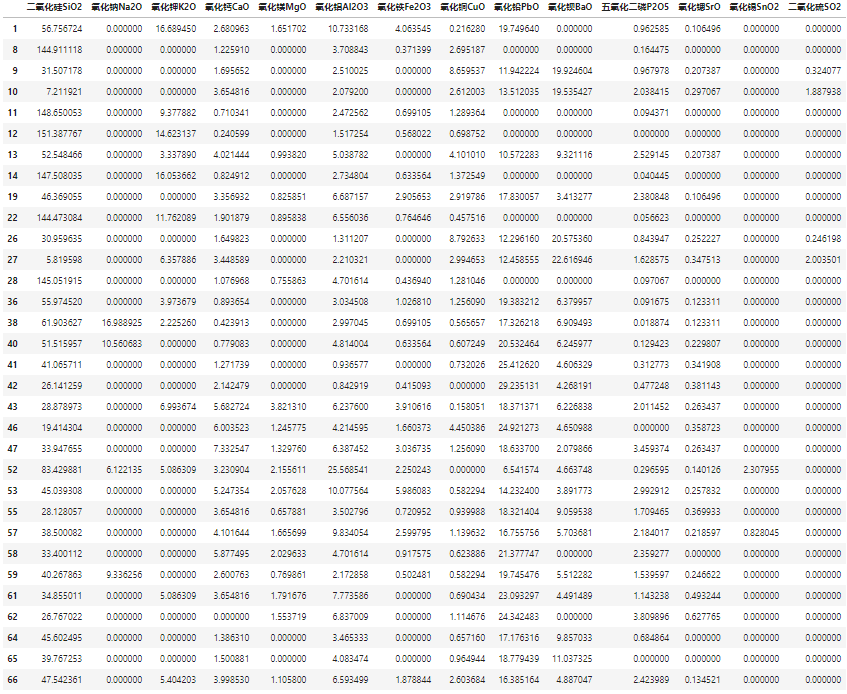 二氧化硅SiO2 氧化钠Na2O 氧化钾K2O 氧化钙CaO 氧化镁MgO 氧化铝Al2O3 氧化铁Fe2O3 氧化铜CuO 氧化铅PbO 氧化钡BaO 五氧化二磷P2O5 氧化锶SrO 氧化锡SnO2 二氧化硫SO2
1 56.756724 0.000000 16.689450 2.680963 1.651702 10.733168 4.063545 0.216280 19.749640 0.000000 0.962585 0.106496 0.000000 0.000000
8 144.911118 0.000000 0.000000 1.225910 0.000000 3.708843 0.371399 2.695187 0.000000 0.000000 0.164475 0.000000 0.000000 0.000000
9 31.507178 0.000000 0.000000 1.695652 0.000000 2.510025 0.000000 8.659537 11.942224 19.924604 0.967978 0.207387 0.000000 0.324077
10 7.211921 0.000000 0.000000 3.654816 0.000000 2.079200 0.000000 2.612003 13.512035 19.535427 2.038415 0.297067 0.000000 1.887938
11 148.650053 0.000000 9.377882 0.710341 0.000000 2.472562 0.699105 1.289364 0.000000 0.000000 0.094371 0.000000 0.000000 0.000000
12 151.387767 0.000000 14.623137 0.240599 0.000000 1.517254 0.568022 0.698752 0.000000 0.000000 0.000000 0.000000 0.000000 0.000000
13 52.548466 0.000000 3.337890 4.021444 0.993820 5.038782 0.000000 4.101010 10.572283 9.321116 2.529145 0.207387 0.000000 0.000000
14 147.508035 0.000000 16.053662 0.824912 0.000000 2.734804 0.633564 1.372549 0.000000 0.000000 0.040445 0.000000 0.000000 0.000000
19 46.369055 0.000000 0.000000 3.356932 0.825851 6.687157 2.905653 2.919786 17.830057 3.413277 2.380848 0.106496 0.000000 0.000000
22 144.473084 0.000000 11.762089 1.901879 0.895838 6.556036 0.764646 0.457516 0.000000 0.000000 0.056623 0.000000 0.000000 0.000000
26 30.959635 0.000000 0.000000 1.649823 0.000000 1.311207 0.000000 8.792633 12.296160 20.575360 0.843947 0.252227 0.000000 0.246198
27 5.819598 0.000000 6.357886 3.448589 0.000000 2.210321 0.000000 2.994653 12.458555 22.616946 1.628575 0.347513 0.000000 2.003501
28 145.051915 0.000000 0.000000 1.076968 0.755863 4.701614 0.436940 1.281046 0.000000 0.000000 0.097067 0.000000 0.000000 0.000000
36 55.974520 0.000000 3.973679 0.893654 0.000000 3.034508 1.026810 1.256090 19.383212 6.379957 0.091675 0.123311 0.000000 0.000000
38 61.903627 16.988925 2.225260 0.423913 0.000000 2.997045 0.699105 0.565657 17.326218 6.909493 0.018874 0.123311 0.000000 0.000000
40 51.515957 10.560683 0.000000 0.779083 0.000000 4.814004 0.633564 0.607249 20.532464 6.245977 0.129423 0.229807 0.000000 0.000000
41 41.065711 0.000000 0.000000 1.271739 0.000000 0.936577 0.000000 0.732026 25.412620 4.606329 0.312773 0.341908 0.000000 0.000000
42 26.141259 0.000000 0.000000 2.142479 0.000000 0.842919 0.415093 0.000000 29.235131 4.268191 0.477248 0.381143 0.000000 0.000000
43 28.878973 0.000000 6.993674 5.682724 3.821310 6.237600 3.910616 0.158051 18.371371 6.226838 2.011452 0.263437 0.000000 0.000000
46 19.414304 0.000000 0.000000 6.003523 1.245775 4.214595 1.660373 4.450386 24.921273 4.650988 0.000000 0.358723 0.000000 0.000000
47 33.947655 0.000000 0.000000 7.332547 1.329760 6.387452 3.036735 1.256090 18.633700 2.079866 3.459374 0.263437 0.000000 0.000000
52 83.429881 6.122135 5.086309 3.230904 2.155611 25.568541 2.250243 0.000000 6.541574 4.663748 0.296595 0.140126 2.307955 0.000000
53 45.039308 0.000000 0.000000 5.247354 2.057628 10.077564 5.986083 0.582294 14.232400 3.891773 2.992912 0.257832 0.000000 0.000000
55 28.128057 0.000000 0.000000 3.654816 0.657881 3.502796 0.720952 0.939988 18.321404 9.059538 1.709465 0.369933 0.000000 0.000000
57 38.500082 0.000000 0.000000 4.101644 1.665699 9.834054 2.599795 1.139632 16.755756 5.703681 2.184017 0.218597 0.828045 0.000000
58 33.400112 0.000000 0.000000 5.877495 2.029633 4.701614 0.917575 0.623886 21.377747 0.000000 2.359277 0.000000 0.000000 0.000000
59 40.267863 9.336256 0.000000 2.600763 0.769861 2.172858 0.502481 0.582294 19.745476 5.512282 1.539597 0.246622 0.000000 0.000000
61 34.855011 0.000000 5.086309 3.654816 1.791676 7.773586 0.000000 0.690434 23.093297 4.491489 1.143238 0.493244 0.000000 0.000000
62 26.767022 0.000000 0.000000 0.000000 1.553719 6.837009 0.000000 1.114676 24.342483 0.000000 3.809896 0.627765 0.000000 0.000000
64 45.602495 0.000000 0.000000 1.386310 0.000000 3.465333 0.000000 0.657160 17.176316 9.857033 0.684864 0.000000 0.000000 0.000000
65 39.767253 0.000000 0.000000 1.500881 0.000000 4.083474 0.000000 0.964944 18.779439 11.037325 0.000000 0.000000 0.000000 0.000000
66 47.542361 0.000000 5.404203 3.998530 1.105800 6.593499 1.878844 2.603684 16.385164 4.887047 2.423989 0.134521 0.000000 0.000000